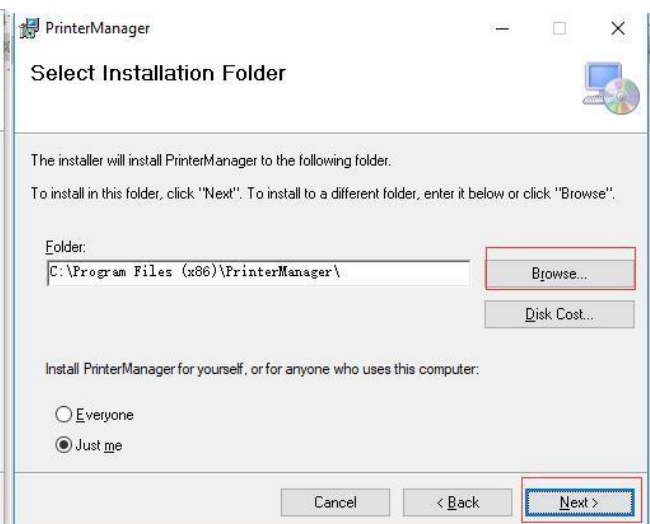 PrinterManager
Select Installation Folder
The installer will install PrinterManager to the following folder.
To install in this folder, click "Next". To install to a different folder, enter it below or click "Browse".
Folder:
C:\Program Files (x86)\PrinterManager\
Browse...
Disk Cost...
Install PrinterManager for yourself, or for anyone who uses this computer:
Everyone
Just me
Cancel
< Back
Next >